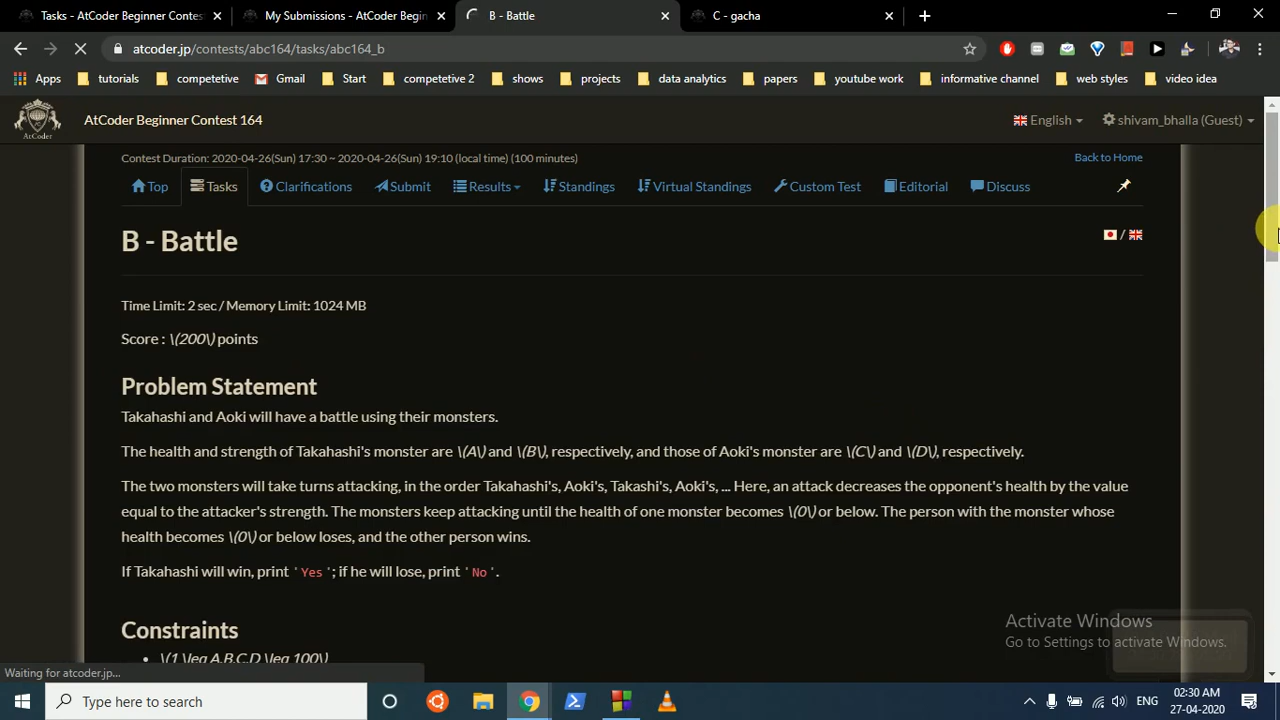 Tasks - AtCoder Beginner Contes
My Submissions - AtCoder Begin
B - Battle
C - gacha
atcoder.jp/contests/abc164/tasks/abc164_b
Apps
tutorials
competetive
Gmail
Start
competetive 2
shows
projects
data analytics
papers
youtube work
informative channel
web styles
video idea
AtCoder
AtCoder Beginner Contest 164
English
shivam_bhalla (Guest)
Contest Duration: 2020-04-26(Sun) 17:30 ~ 2020-04-26(Sun) 19:10 (local time) (100 minutes)
Back to Home
Top
Tasks
Clarifications
Submit
Results
Standings
Virtual Standings
Custom Test
Editorial
Discuss
B - Battle
/
Time Limit: 2 sec / Memory Limit: 1024 MB
Score : \(200\) points
Problem Statement
Takahashi and Aoki will have a battle using their monsters.
The health and strength of Takahashi's monster are \(A\) and \(B\), respectively, and those of Aoki's monster are \(C\) and \(D\), respectively.
The two monsters will take turns attacking, in the order Takahashi's, Aoki's, Takashi's, Aoki's, ... Here, an attack decreases the opponent's health by the value
equal to the attacker's strength. The monsters keep attacking until the health of one monster becomes \(0\) or below. The person with the monster whose
health becomes \(0\) or below loses, and the other person wins.
If Takahashi will win, print 'Yes'; if he will lose, print 'No'.
Constraints
\(1 \leq A,B,C,D \leq 100\)
Activate Windows
Go to Settings to activate Windows.
Waiting for atcoder.jp...
Type here to search
ENG
02:30 AM
27-04-2020